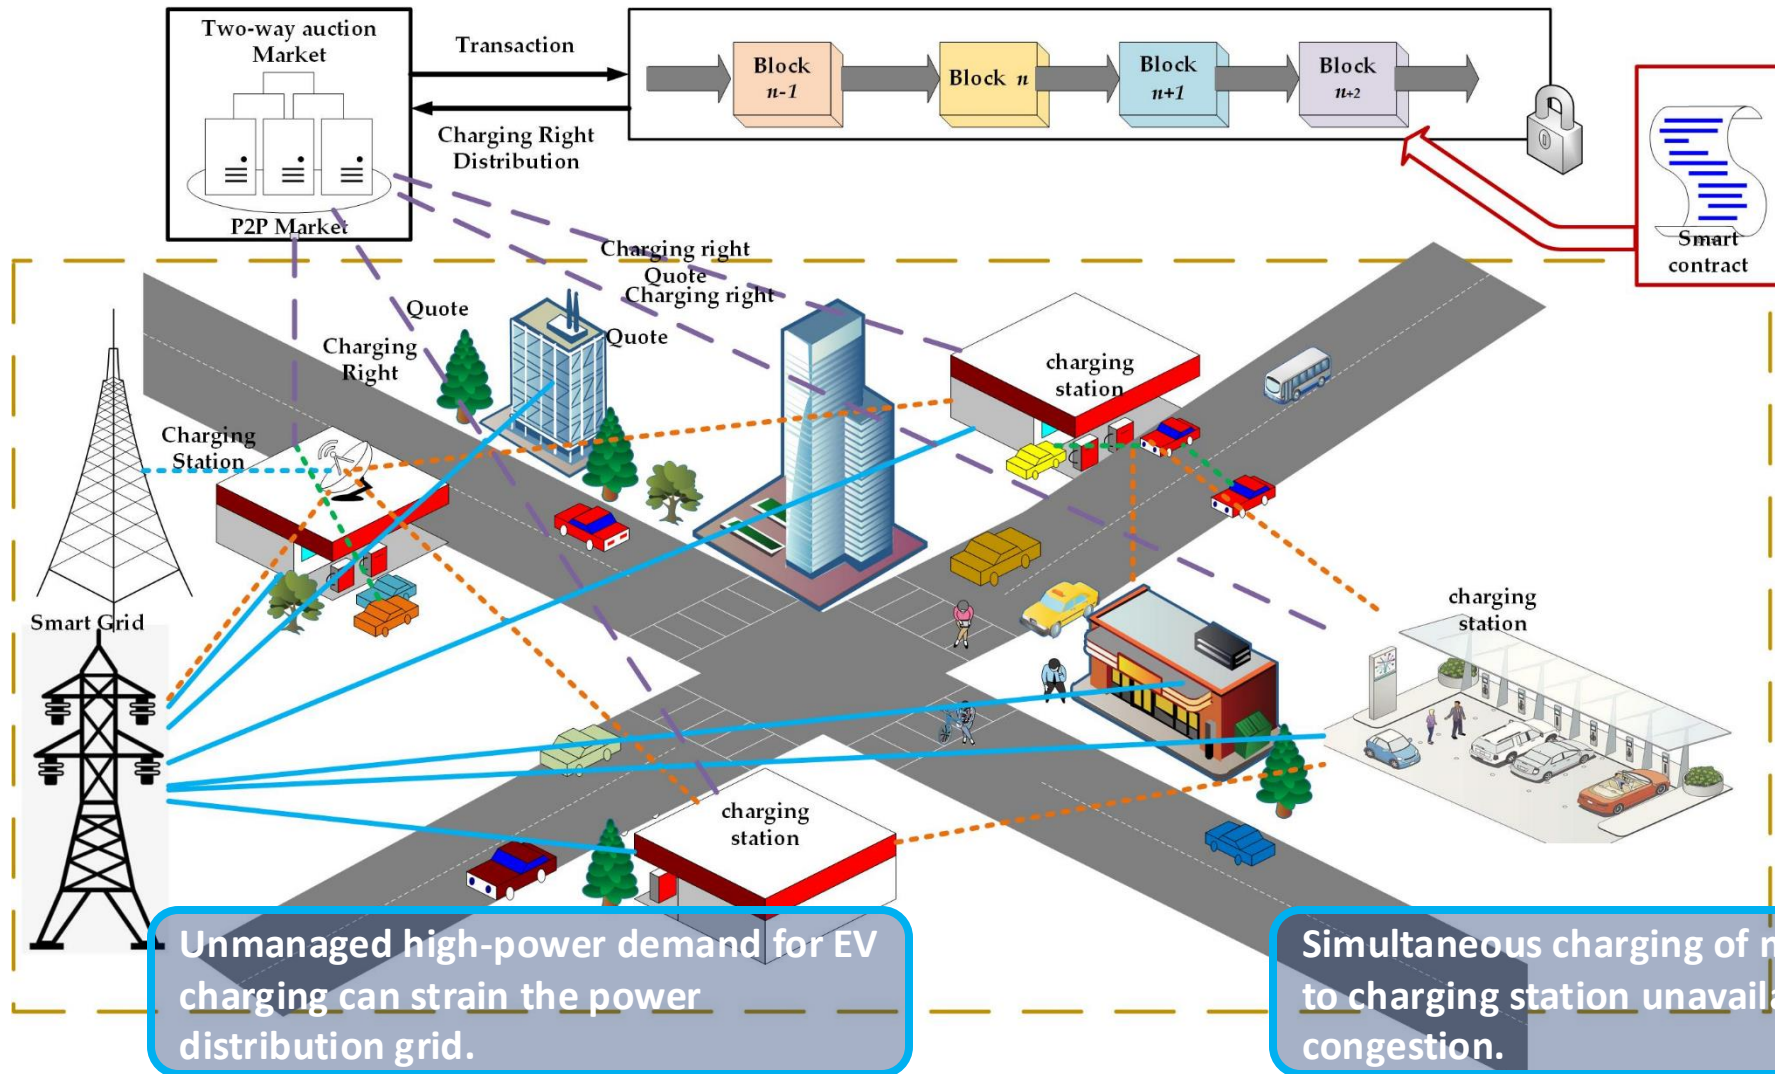 Two-way auction
Market
P2P Market
Transaction
Charging Right
Distribution
Block
n-1
Block n
Block
n+1
Block
n+2
Smart
contract
Charging right
Quote
Charging right
Quote
Quote
Charging
Right
charging
station
Charging
Station
Smart Grid
charging
station
charging
station
Unmanaged high-power demand for EV
charging can strain the power
distribution grid.
Simultaneous charging of
to charging station
congestion.